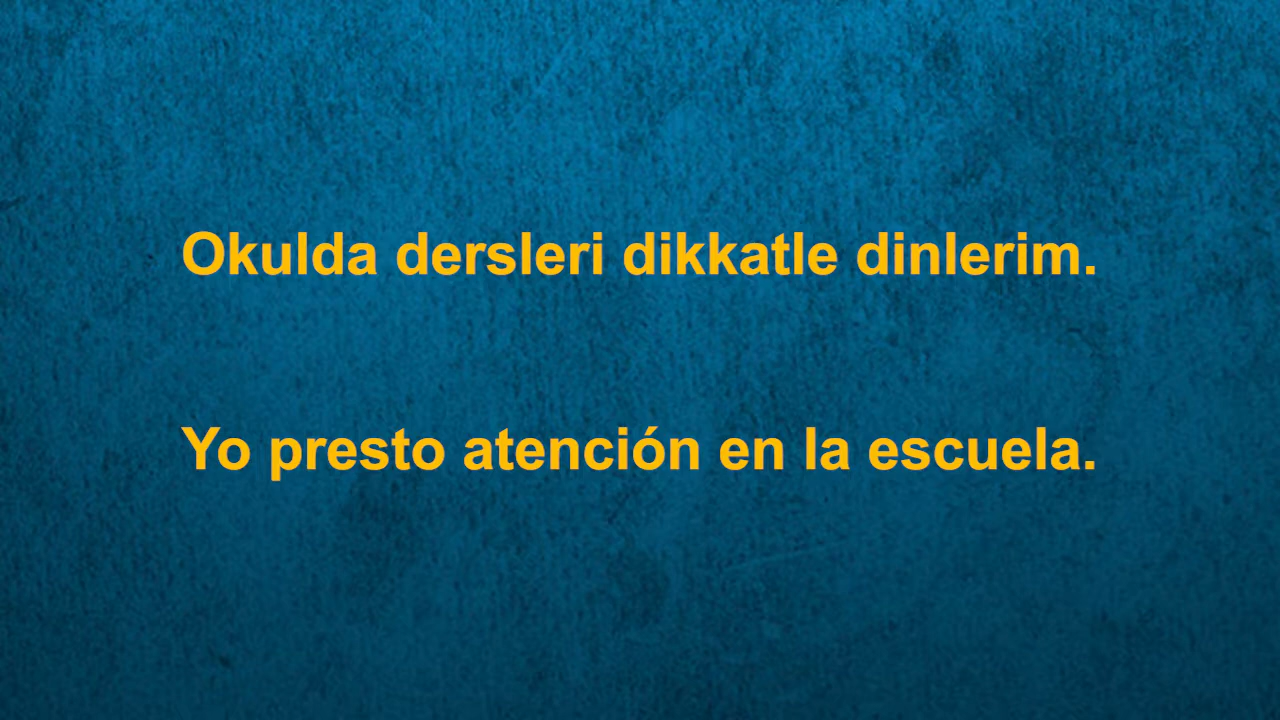 Okulda dersleri dikkatle dinlerim.
Yo presto atención en la escuela.